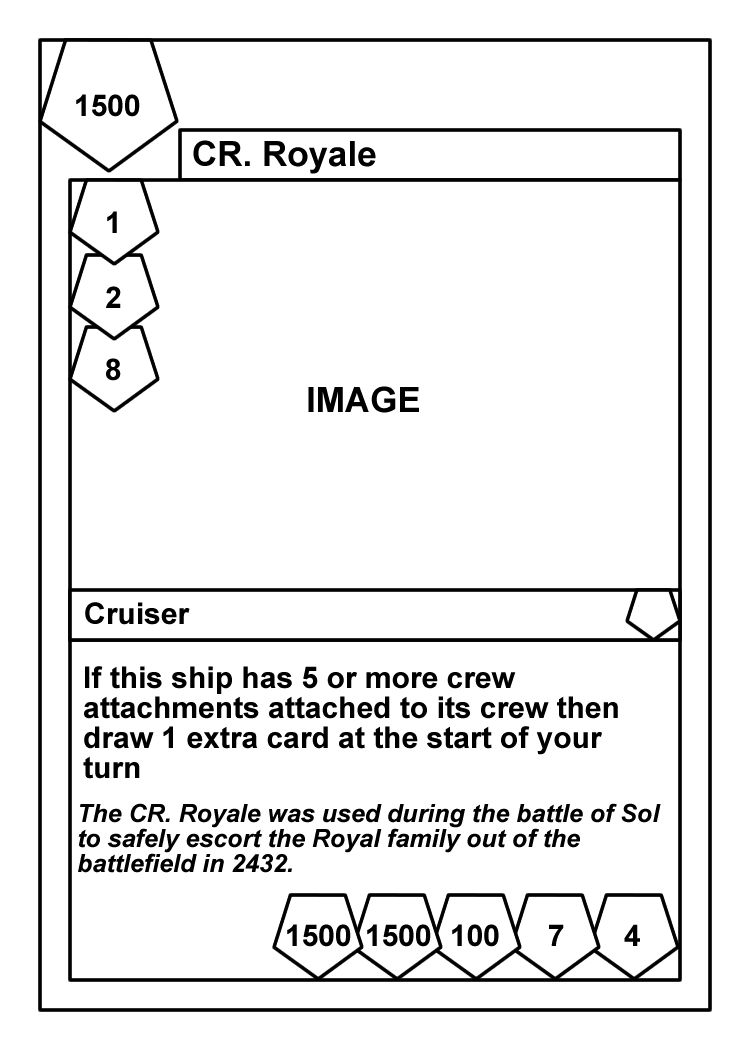 1500
CR. Royale
1
2
8
IMAGE
Cruiser
If this ship has 5 or more crew
attachments attached to its crew then
draw 1 extra card at the start of your
turn
The CR. Royale was used during the battle of Sol
to safely escort the Royal family out of the
battlefield in 2432.
1500 1500 100 7 4